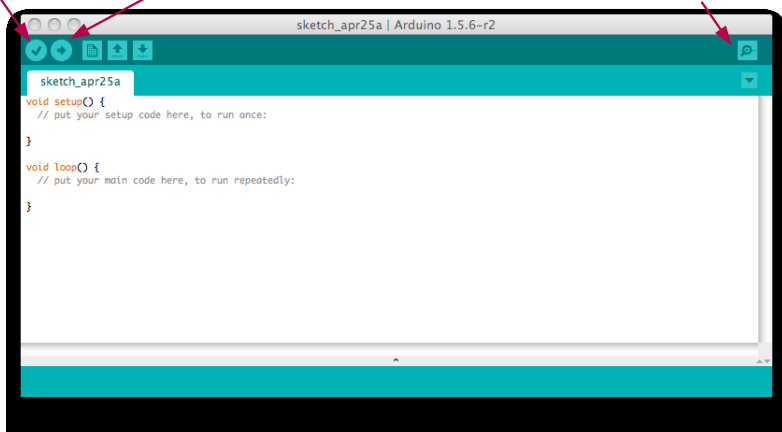 sketch_apr25a | Arduino 1.5.6-r2
sketch_apr25a
void setup() {
// put your setup code here, to run once:
}
void loop() {
// put your main code here, to run repeatedly:
}